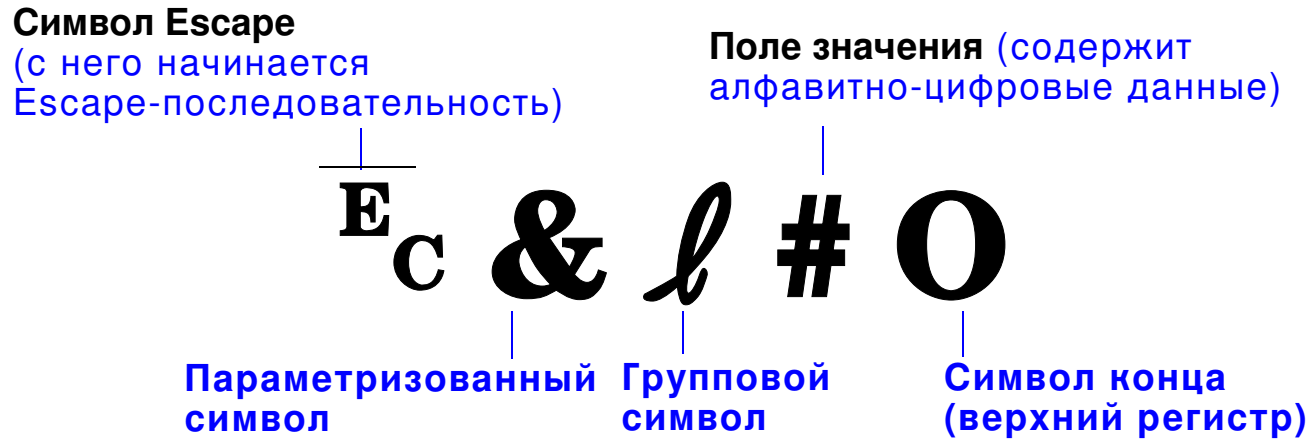 Символ Escape
(с него начинается
Escape-последовательность)
Поле значения (содержит
алфавитно-цифровые данные)
EC & ℓ # O
Параметризованный
символ
Групповой
символ
Символ конца
(верхний регистр)